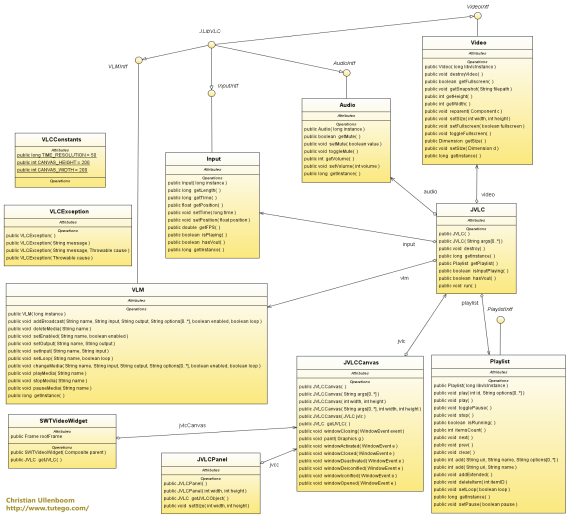 VideoIntf
JLibVLC
VLMIntf
AudioIntf
InputIntf
Video
Attributes
Operations
public Video( long libvlcInstance )
public void destroyVideo( )
public boolean getFullscreen( )
public void getSnapshot( String filepath )
public int getHeight( )
public int getWidth( )
public void reparent( Component c )
public void setSize( int width, int height )
public void setFullscreen( boolean fullscreen )
public void toggleFullscreen( )
public Dimension getSize( )
public void setSize( Dimension d )
public long getInstance( )
Audio
Attributes
Operations
public Audio( long instance )
public boolean getMute( )
public void setMute( boolean value )
public void toggleMute( )
public int getVolume( )
public void setVolume( int volume )
public long getInstance( )
VLCConstants
Attributes
public long TIME_RESOLUTION = 50
public int CANVAS_HEIGHT = 200
public int CANVAS_WIDTH = 200
Operations
Input
Attributes
Operations
public Input( long instance )
public long getLength( )
public long getTime( )
public float getPosition( )
public void setTime( long time )
public void setPosition( float position )
public double getFPS( )
public boolean isPlaying( )
public boolean hasVout( )
public long getInstance( )
audio
video
VLCException
Attributes
Operations
public VLCException( )
public VLCException( String message )
public VLCException( String message, Throwable cause )
public VLCException( Throwable cause )
JVLC
Attributes
Operations
public JVLC( )
public JVLC( String args[0..*] )
public void destroy( )
public long getInstance( )
public Playlist getPlaylist( )
public boolean isInputPlaying( )
public boolean hasVout( )
public void run( )
input
vlm
playlist
PlaylistIntf
VLM
Attributes
Operations
public VLM( long instance )
public void addBroadcast( String name, String input, String output, String options[0..*], boolean enabled, boolean loop )
public void deleteMedia( String name )
public void setEnabled( String name, boolean enabled )
public void setOutput( String name, String output )
public void setInput( String name, String input )
public void setLoop( String name, boolean loop )
public void changeMedia( String name, String input, String output, String options[0..*], boolean enabled, boolean loop )
public void playMedia( String name )
public void stopMedia( String name )
public void pauseMedia( String name )
public long getInstance( )
jvlc
JVLCCanvas
Attributes
Operations
public JVLCCanvas( )
public JVLCCanvas( String args[0..*] )
public JVLCCanvas( int width, int height )
public JVLCCanvas( String args[0..*], int width, int height )
public JVLCCanvas( JVLC jvlc )
public JVLC getJVLC( )
public void windowClosing( WindowEvent event )
public void paint( Graphics g )
public void windowActivated( WindowEvent e )
public void windowClosed( WindowEvent e )
public void windowDeactivated( WindowEvent e )
public void windowDeiconified( WindowEvent e )
public void windowIconified( WindowEvent e )
public void windowOpened( WindowEvent e )
Playlist
Attributes
Operations
public Playlist( long libvlcInstance )
public void play( int id, String options[0..*] )
public void play( )
public void togglePause( )
public void stop( )
public boolean isRunning( )
public int itemsCount( )
public void next( )
public void prev( )
public void clear( )
public int add( String uri, String name, String options[0..*] )
public int add( String uri, String name )
public void addExtended( )
public void deleteItem( int itemID )
public void setLoop( boolean loop )
public long getInstance( )
public void setPause( boolean pause )
SWTVideoWidget
Attributes
public Frame rootFrame
Operations
public SWTVideoWidget( Composite parent )
public JVLC getJVLC( )
jvlcCanvas
JVLCPanel
Attributes
Operations
public JVLCPanel( )
public JVLCPanel( int width, int height )
public JVLC getJVLCObject( )
public void setSize( int width, int height )
jvcc
Christian Ullenboom
http://www.tutego.com/